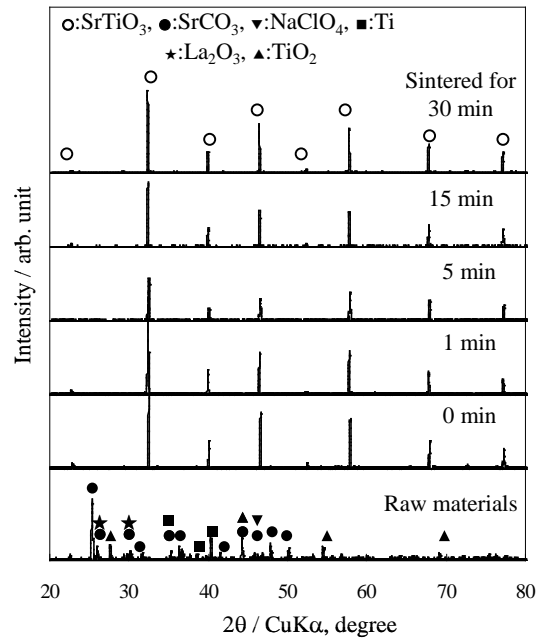 ○:SrTiO₃, ●:SrCO₃, ▼:NaClO₄, ■:Ti
★:La₂O₃, ▲:TiO₂
Sintered for
30 min
15 min
5 min
1 min
0 min
Raw materials
Intensity / arb. unit
20 30 40 50 60 70 80
2θ / CuKα, degree